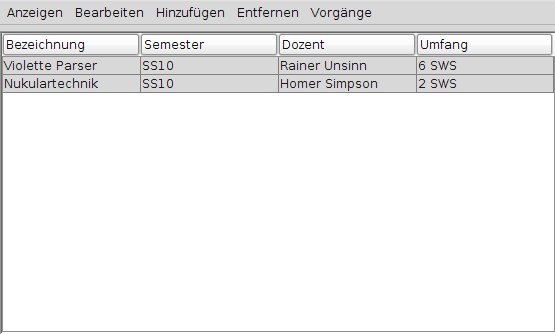 Anzeigen Bearbeiten Hinzufügen Entfernen Vorgänge
Bezeichnung Semester Dozent Umfang
Violette Parser SS10 Rainer Unsinn 6 SWS
Nukulartechnik SS10 Homer Simpson 2 SWS